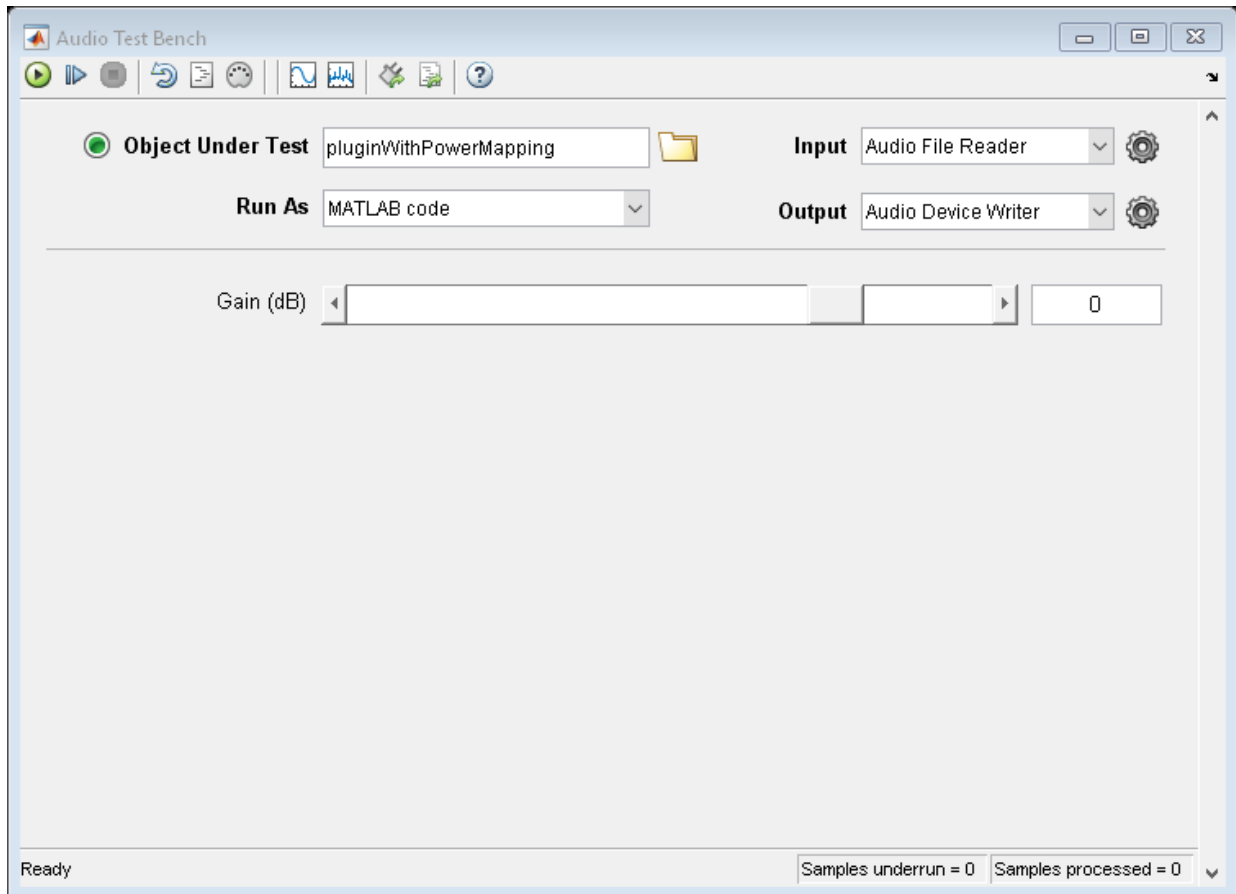 Audio Test Bench
Object Under Test pluginWithPowerMapping Input Audio File Reader
Run As MATLAB code Output Audio Device Writer
Gain (dB) 0
Ready Samples underrun = 0 Samples processed = 0